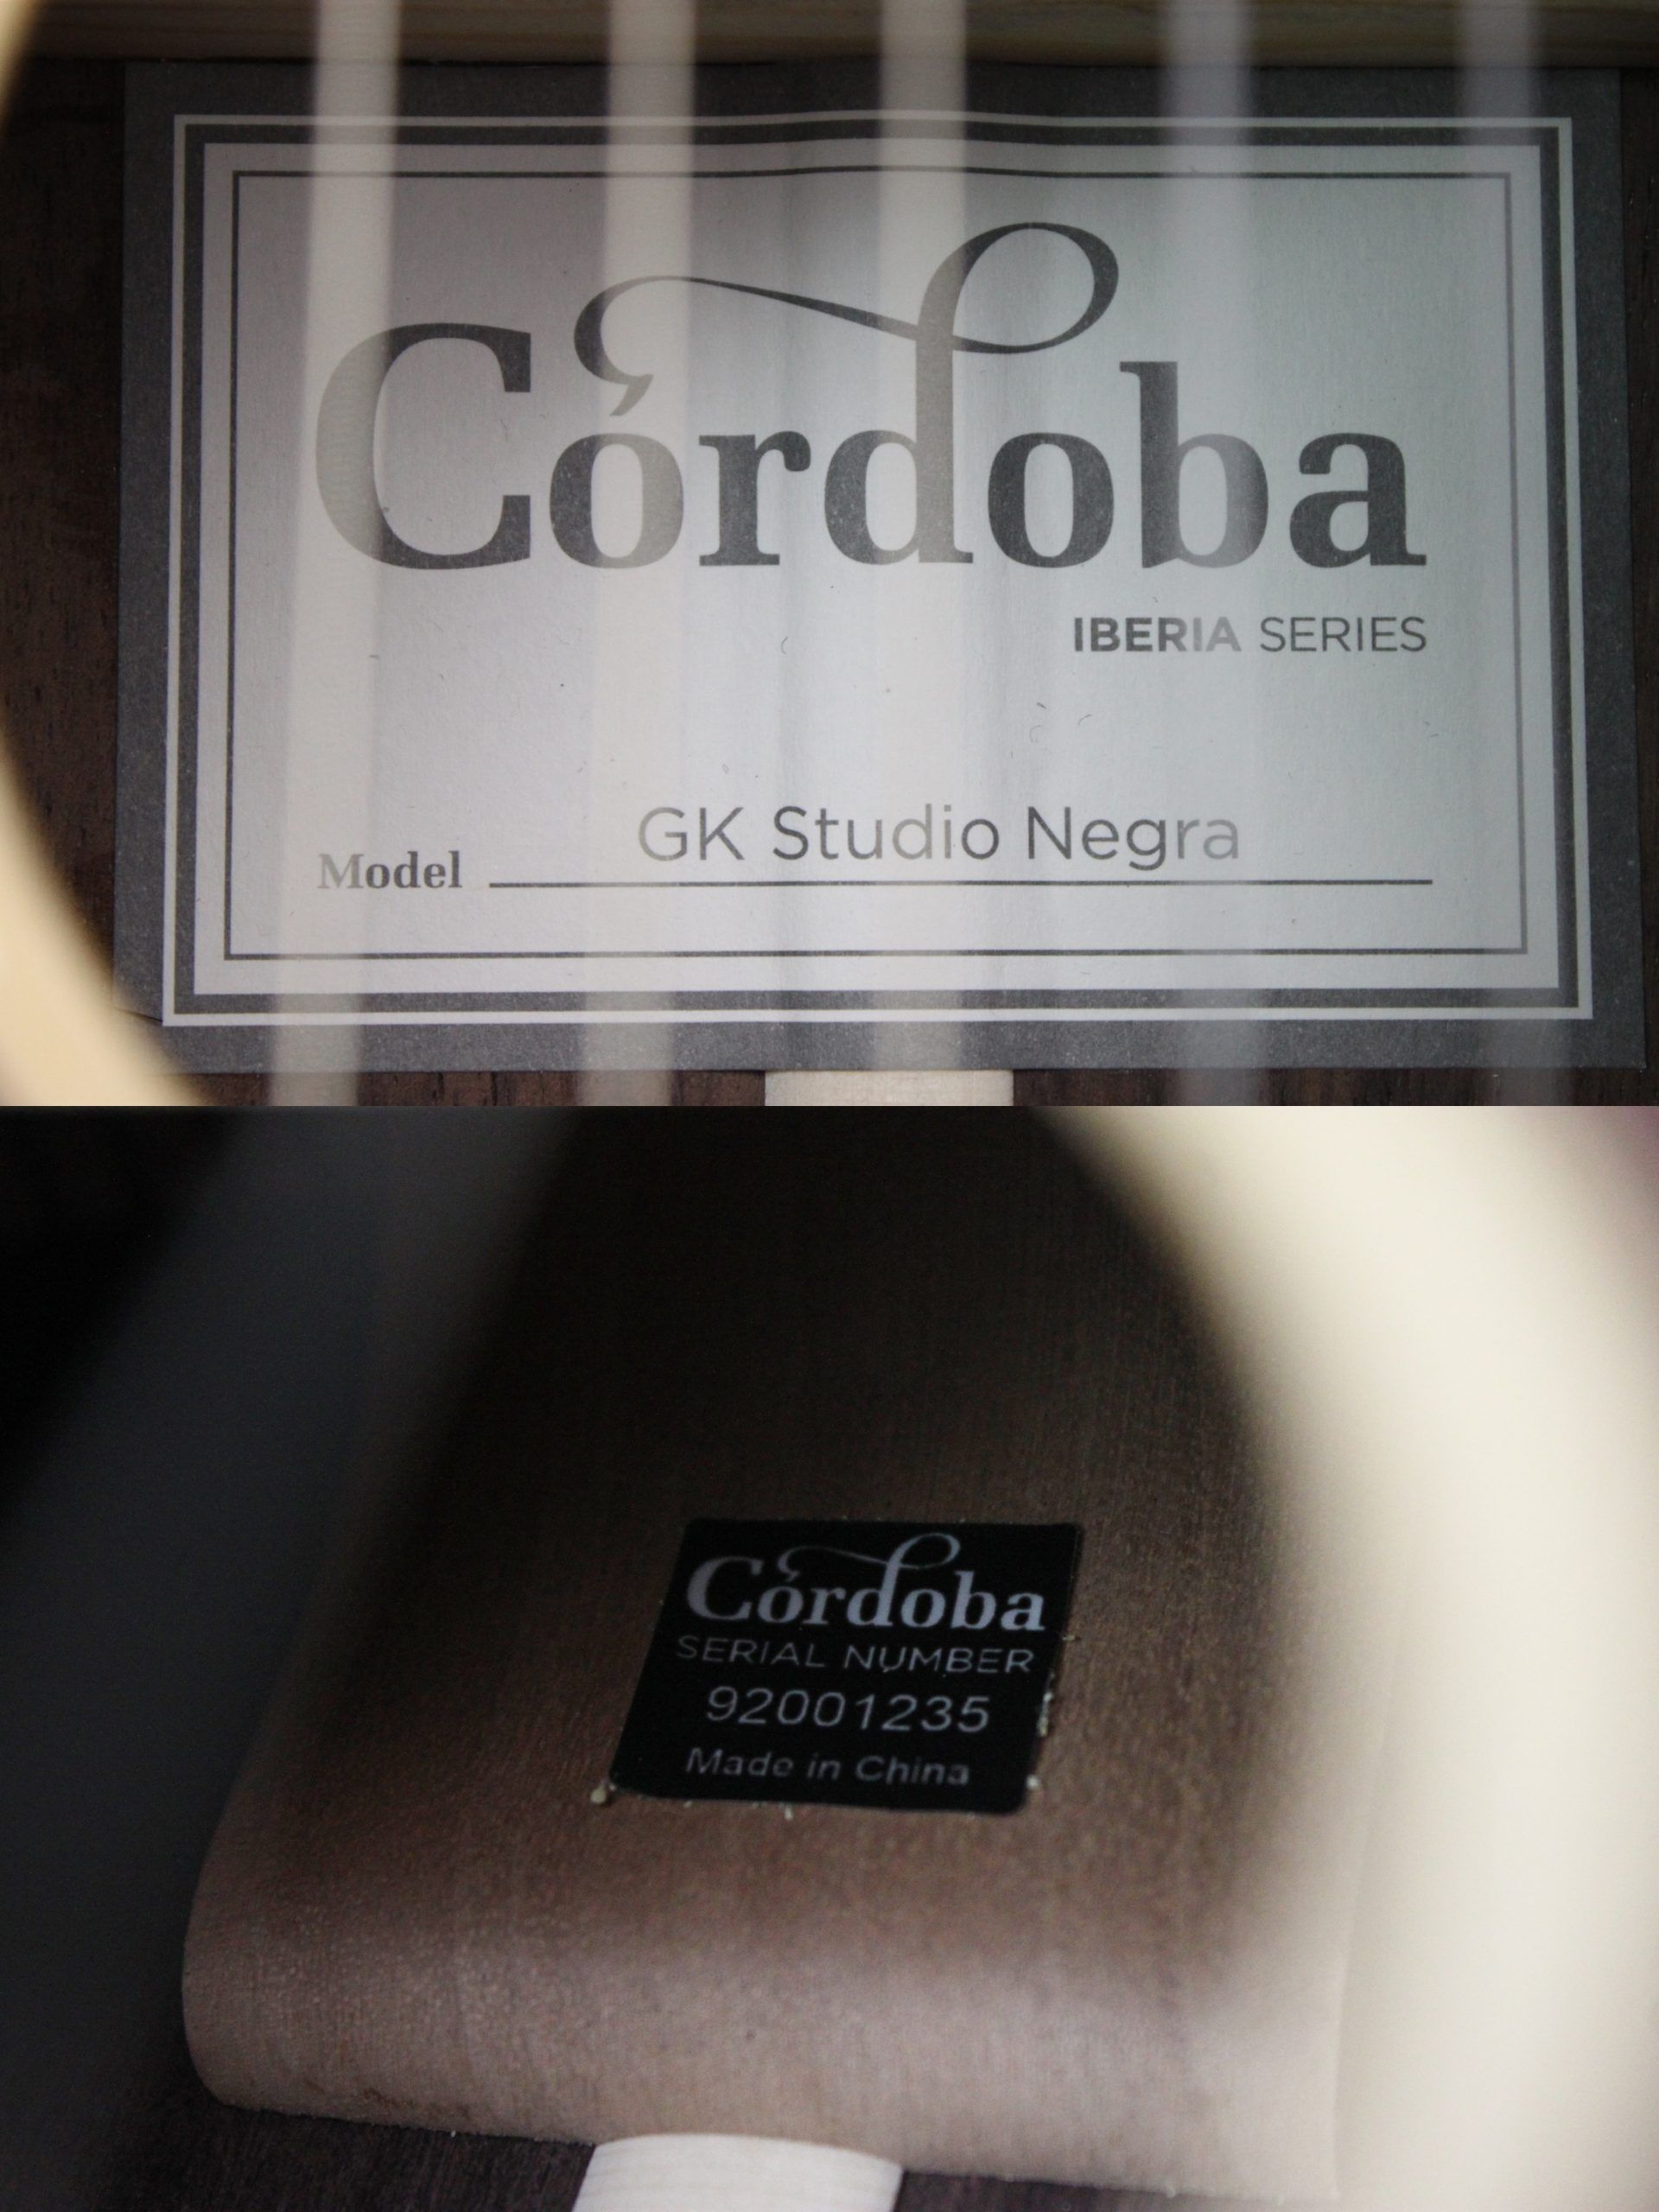 Córdoba
IBERIA SERIES
Model GK Studio Negra
Córdoba
SERIAL NUMBER
92001235
Made in China